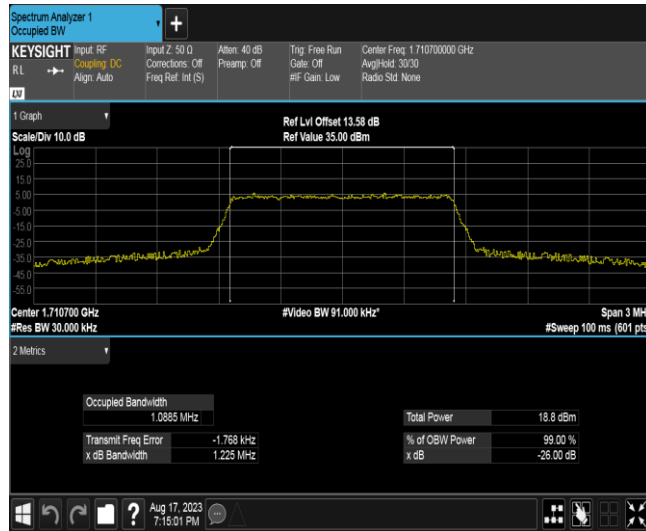 Spectrum Analyzer 1
Occupied BW
+
KEYSIGHT
RL
LXI
Input: RF
Coupling: DC
Align: Auto
Input Z: 50 Ω
Corrections: Off
Freq Ref: Int (S)
Atten: 40 dB
Preamp: Off
Trig: Free Run
Gate: Off
#IF Gain: Low
Center Freq: 1.710700000 GHz
Avg|Hold: 30/30
Radio Std: None
1 Graph
Scale/Div 10.0 dB
Ref Lvl Offset 13.58 dB
Ref Value 35.00 dBm
Log
25.0
15.0
5.00
-5.00
-15.0
-25.0
-35.0
-45.0
-55.0
Center 1.710700 GHz
#Res BW 30.000 kHz
#Video BW 91.000 kHz*
Span 3 MH
#Sweep 100 ms (601 pts
2 Metrics
Occupied Bandwidth
1.0885 MHz
Transmit Freq Error -1.768 kHz
x dB Bandwidth 1.225 MHz
Total Power 18.8 dBm
% of OBW Power 99.00 %
x dB -26.00 dB
?
Aug 17, 2023
7:15:01 PM